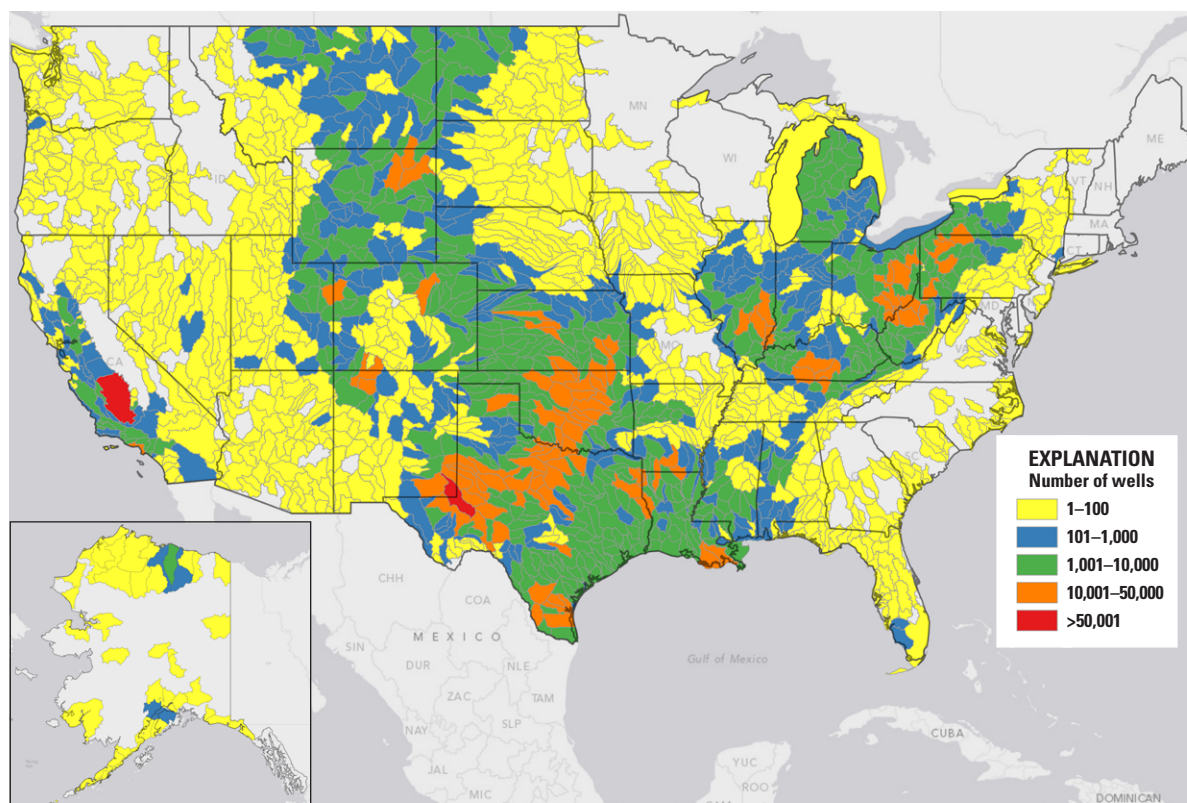 MN
ME
WI
VT
NH
ID
MA
CT
MD
CA
MO
VA
SC
EXPLANATION
Number of wells
1–100
101–1,000
1,001–10,000
10,001–50,000
>50,001
CHH
COA
MEXICO
SIN
NLE
DUR
Gulf of Mexico
ZAC
TAM
NAY
SLP
CUBA
JAL
YUC
MIC
ROO
DOMINICAN